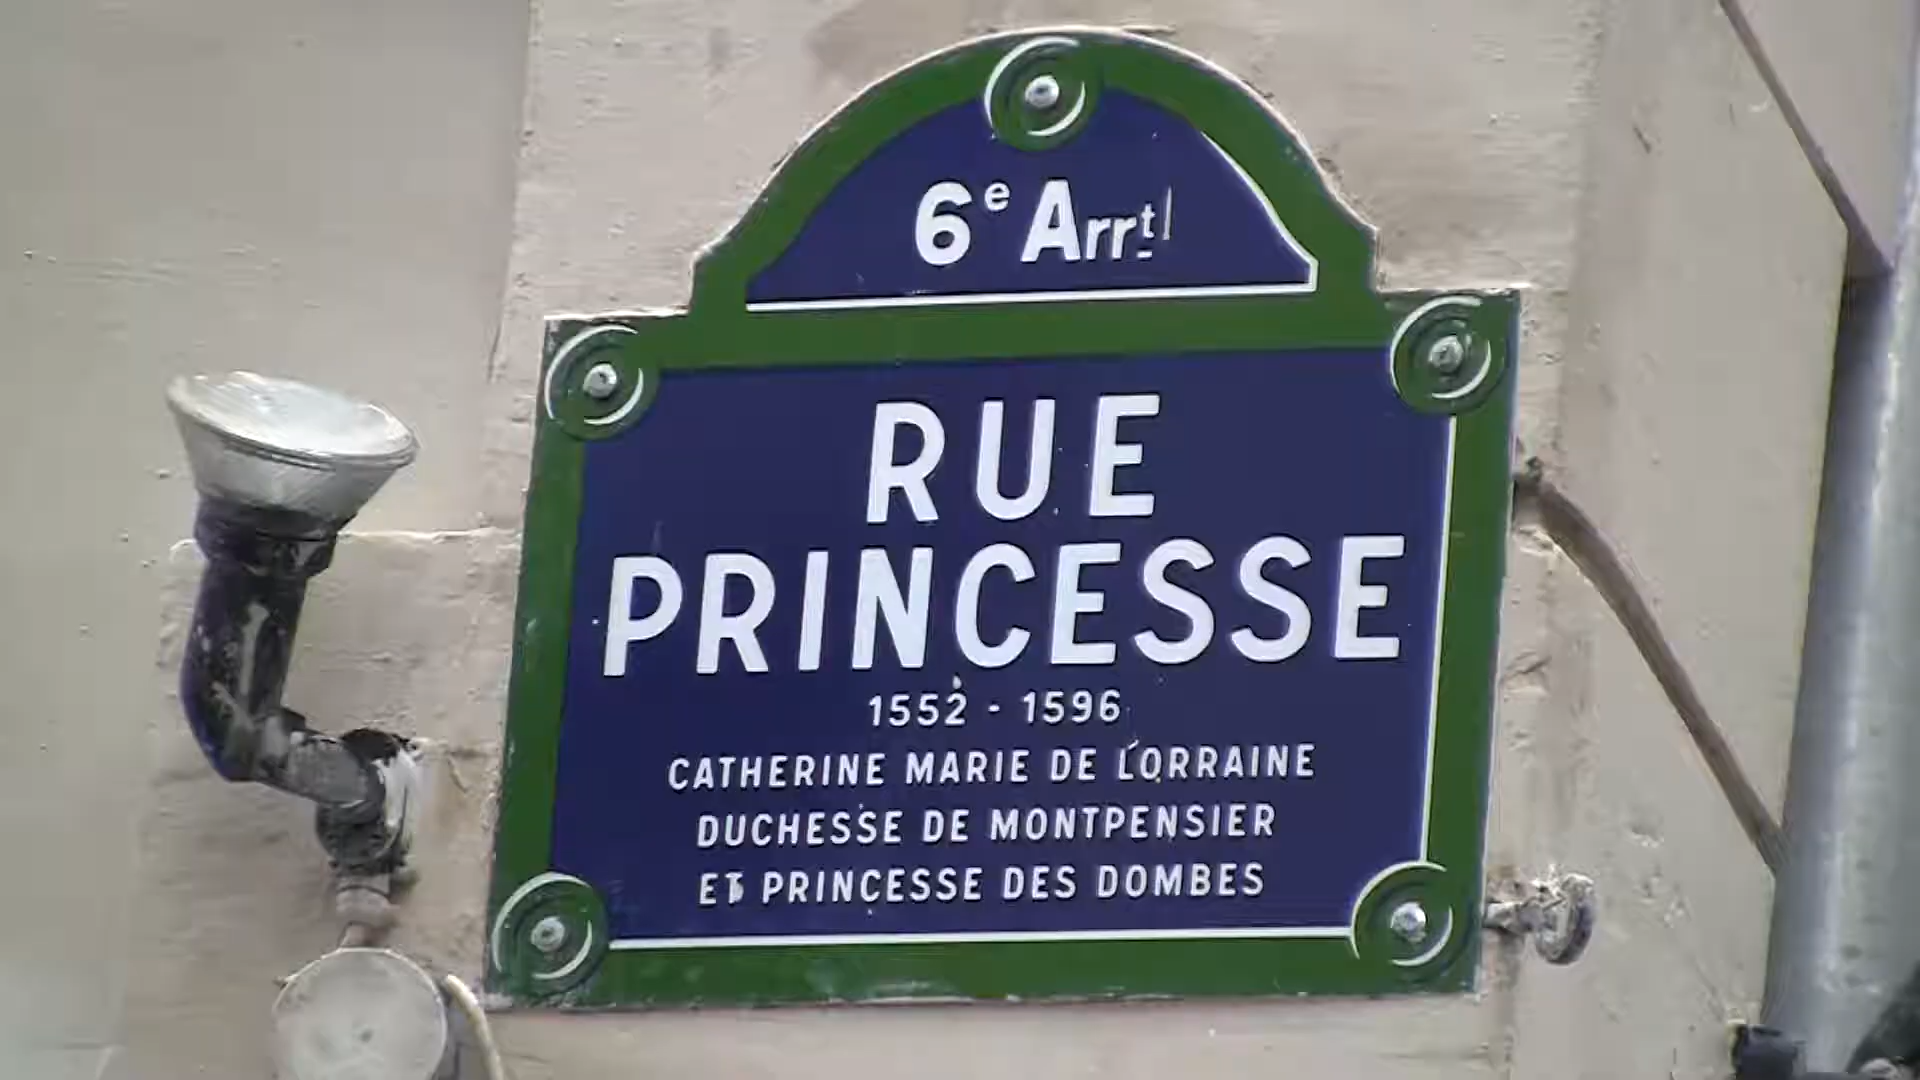 6e Arrt
RUE
PRINCESSE
1552 - 1596
CATHERINE MARIE DE LORRAINE
DUCHESSE DE MONTPENSIER
ET PRINCESSE DES DOMBES